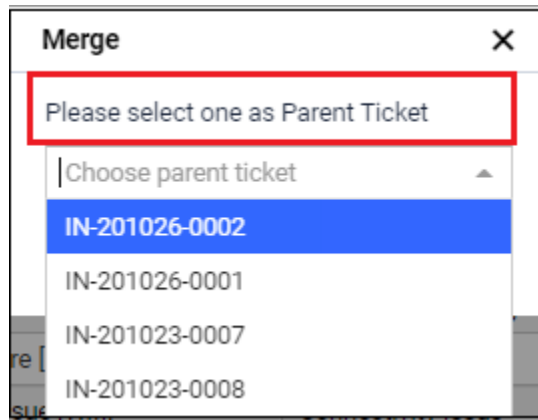 Merge
Please select one as Parent Ticket
Choose parent ticket
IN-201026-0002
IN-201026-0001
IN-201023-0007
IN-201023-0008
re [